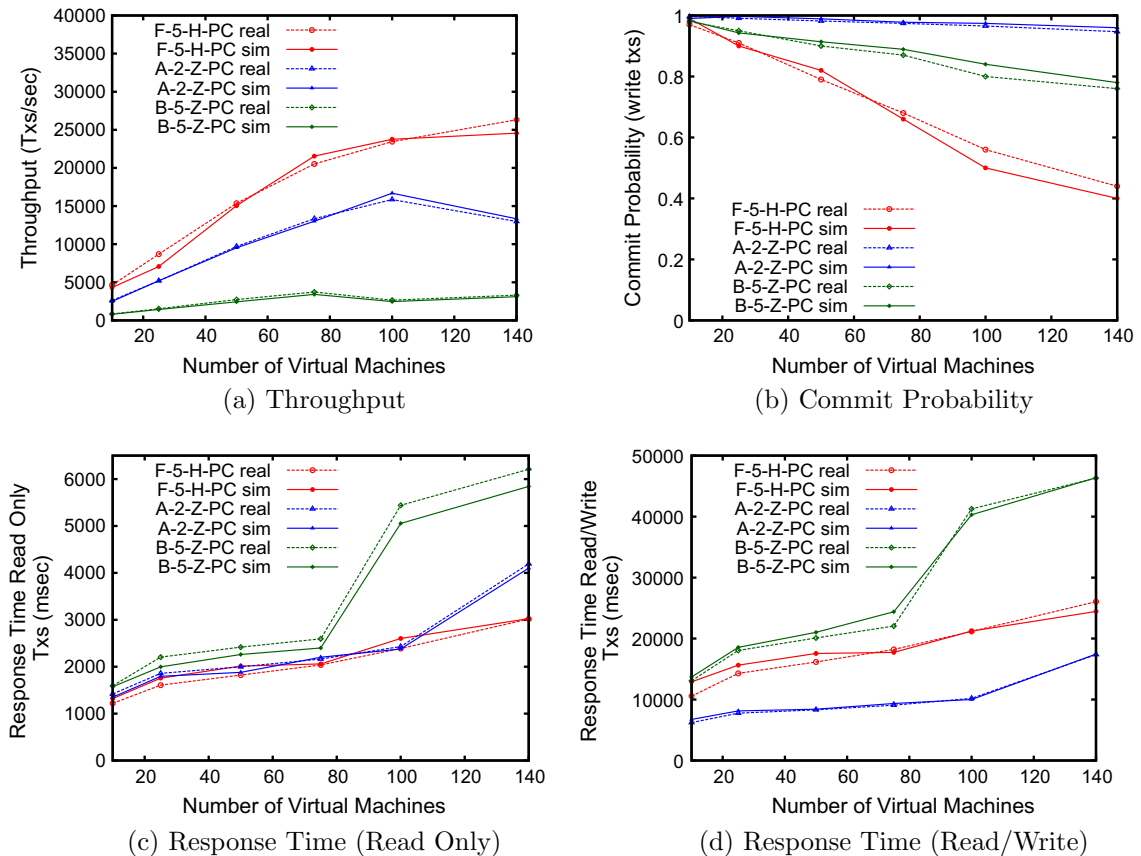 40000
35000
30000
25000
20000
15000
10000
5000
0
Throughput (Txs/sec)
F-5-H-PC real
F-5-H-PC sim
A-2-Z-PC real
A-2-Z-PC sim
B-5-Z-PC real
B-5-Z-PC sim
20 40 60 80 100 120 140
Number of Virtual Machines
(a) Throughput
1
0.8
0.6
0.4
0.2
0
Commit Probability (write txs)
F-5-H-PC real
F-5-H-PC sim
A-2-Z-PC real
A-2-Z-PC sim
B-5-Z-PC real
B-5-Z-PC sim
20 40 60 80 100 120 140
Number of Virtual Machines
(b) Commit Probability
6000
5000
4000
3000
2000
1000
0
Response Time Read Only
Txs (msec)
F-5-H-PC real
F-5-H-PC sim
A-2-Z-PC real
A-2-Z-PC sim
B-5-Z-PC real
B-5-Z-PC sim
20 40 60 80 100 120 140
Number of Virtual Machines
(c) Response Time (Read Only)
50000
40000
30000
20000
10000
0
Response Time Read/Write
Txs (msec)
F-5-H-PC real
F-5-H-PC sim
A-2-Z-PC real
A-2-Z-PC sim
B-5-Z-PC real
B-5-Z-PC sim
20 40 60 80 100 120 140
Number of Virtual Machines
(d) Response Time (Read/Write)